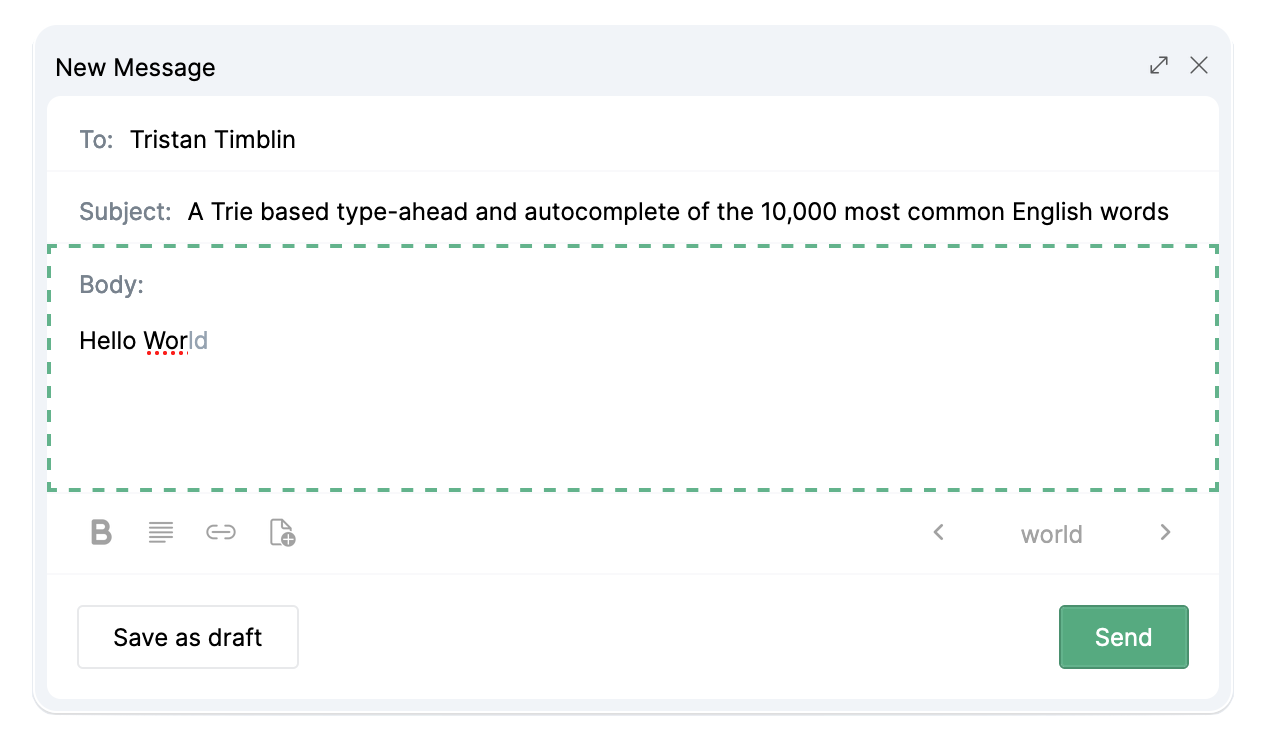 New Message
To: Tristan Timblin
Subject: A Trie based type-ahead and autocomplete of the 10,000 most common English words
Body:
Hello World
B world
Save as draft Send